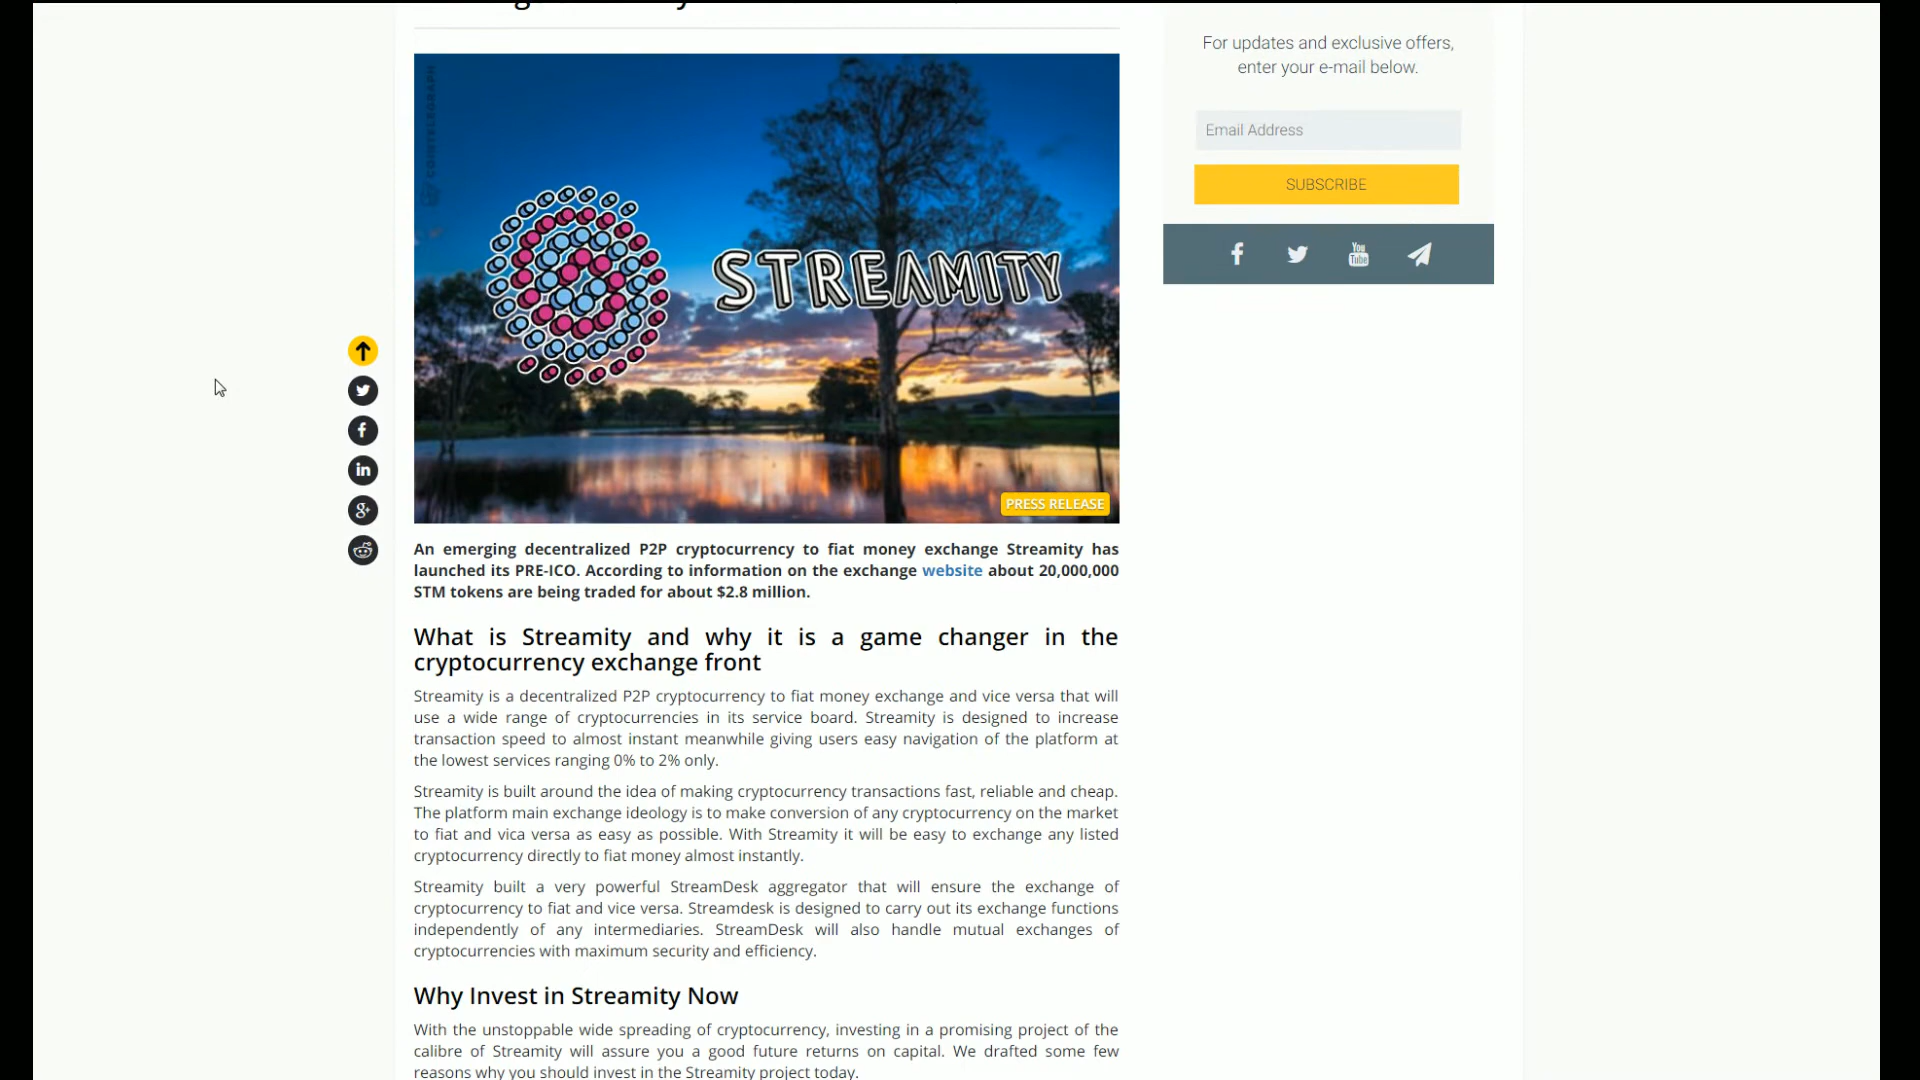 For updates and exclusive offers,
enter your e-mail below.
Email Address
SUBSCRIBE
You
Tube
COINTELEGRAPH
STREAMITY
PRESS RELEASE
An emerging decentralized P2P cryptocurrency to fiat money exchange Streamity has
launched its PRE-ICO. According to information on the exchange website about 20,000,000
STM tokens are being traded for about $2.8 million.
What is Streamity and why it is a game changer in the
cryptocurrency exchange front
Streamity is a decentralized P2P cryptocurrency to fiat money exchange and vice versa that will
use a wide range of cryptocurrencies in its service board. Streamity is designed to increase
transaction speed to almost instant meanwhile giving users easy navigation of the platform at
the lowest services ranging 0% to 2% only.
Streamity is built around the idea of making cryptocurrency transactions fast, reliable and cheap.
The platform main exchange ideology is to make conversion of any cryptocurrency on the market
to fiat and vica versa as easy as possible. With Streamity it will be easy to exchange any listed
cryptocurrency directly to fiat money almost instantly.
Streamity built a very powerful StreamDesk aggregator that will ensure the exchange of
cryptocurrency to fiat and vice versa. Streamdesk is designed to carry out its exchange functions
independently of any intermediaries. StreamDesk will also handle mutual exchanges of
cryptocurrencies with maximum security and efficiency.
Why Invest in Streamity Now
With the unstoppable wide spreading of cryptocurrency, investing in a promising project of the
calibre of Streamity will assure you a good future returns on capital. We drafted some few
reasons why you should invest in the Streamity project today.